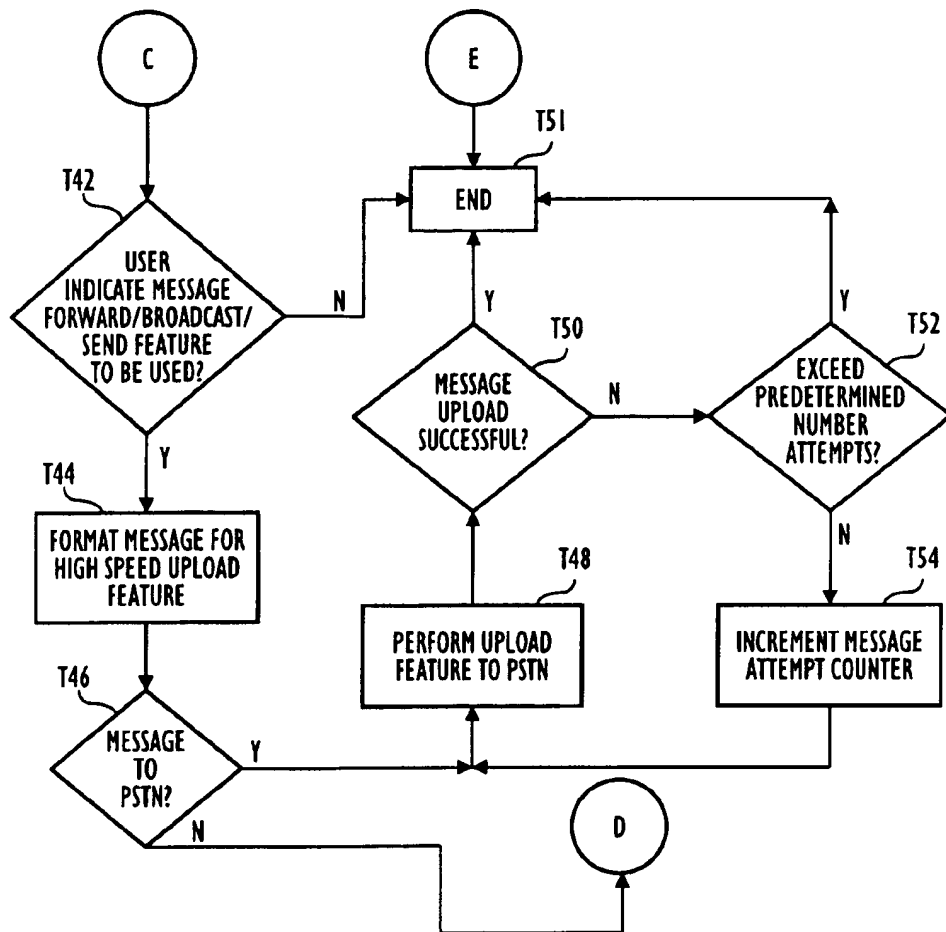 C
E
T51
END
T42
USER
INDICATE MESSAGE
FORWARD/BROADCAST/
SEND FEATURE
TO BE USED?
N
Y
T50
MESSAGE
UPLOAD
SUCCESSFUL?
Y
N
T52
EXCEED
PREDETERMINED
NUMBER
ATTEMPTS?
Y
N
T44
FORMAT MESSAGE FOR
HIGH SPEED UPLOAD
FEATURE
T48
PERFORM UPLOAD
FEATURE TO PSTN
T54
INCREMENT MESSAGE
ATTEMPT COUNTER
T46
MESSAGE
TO
PSTN?
Y
N
D